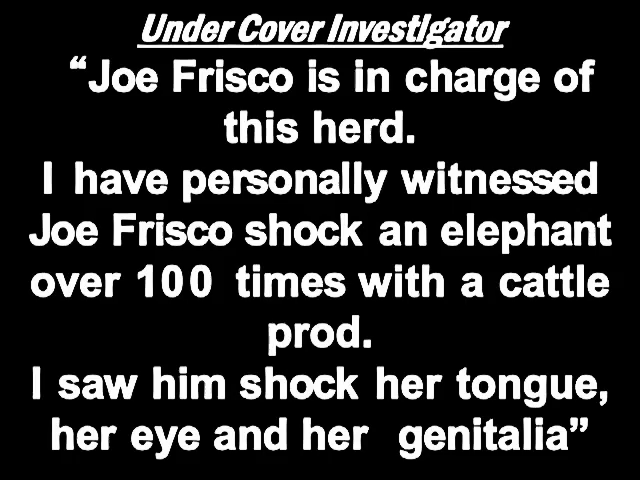 Under Cover InvestIgator
“Joe Frisco is in charge of
this herd.
I have personally witnessed
Joe Frisco shock an elephant
over 100 times with a cattle
prod.
I saw him shock her tongue,
her eye and her genitalia”